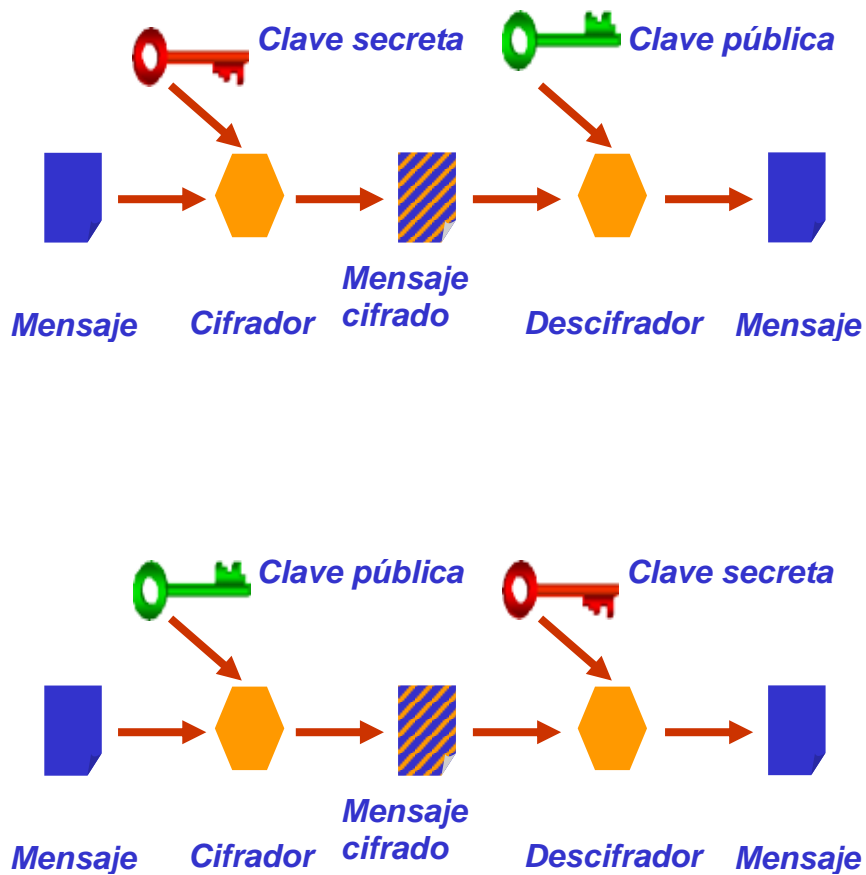 Clave secreta
Clave pública
Mensaje
Cifrador
Mensaje
cifrado
Descifrador
Mensaje
Clave pública
Clave secreta
Mensaje
Cifrador
Mensaje
cifrado
Descifrador
Mensaje